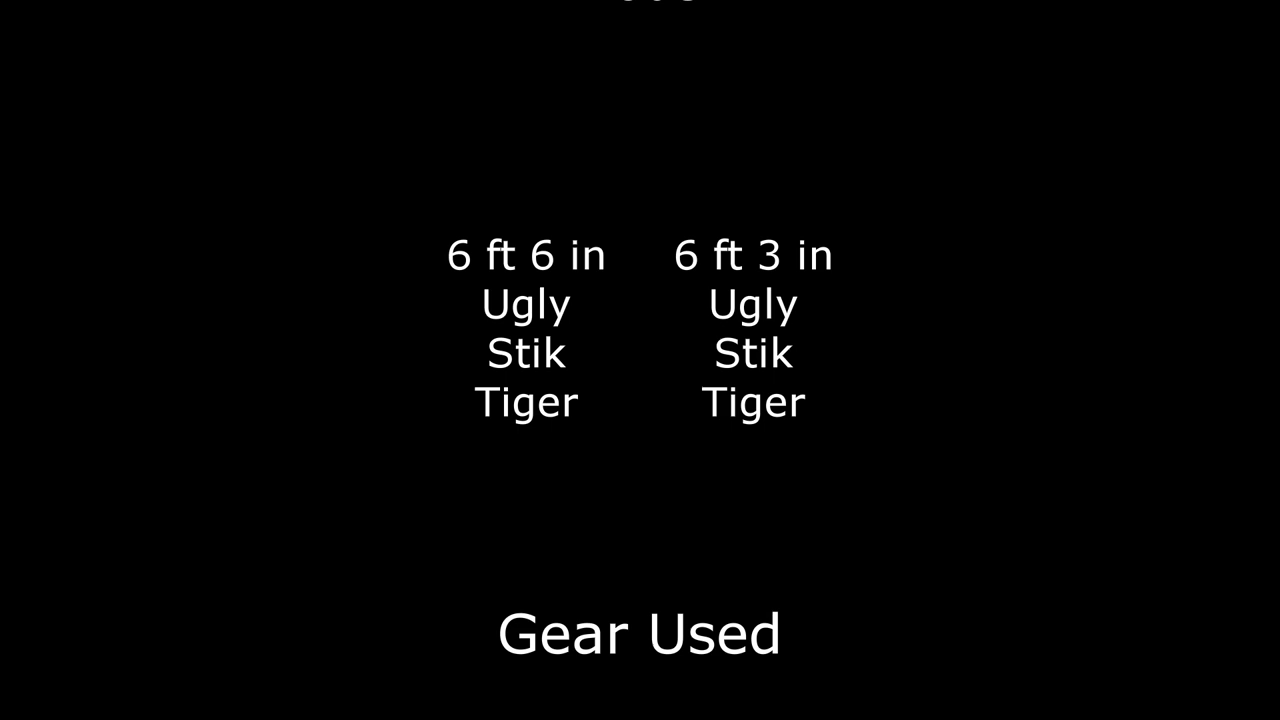 6 ft 6 in 6 ft 3 in
Ugly Ugly
Stik Stik
Tiger Tiger
Gear Used